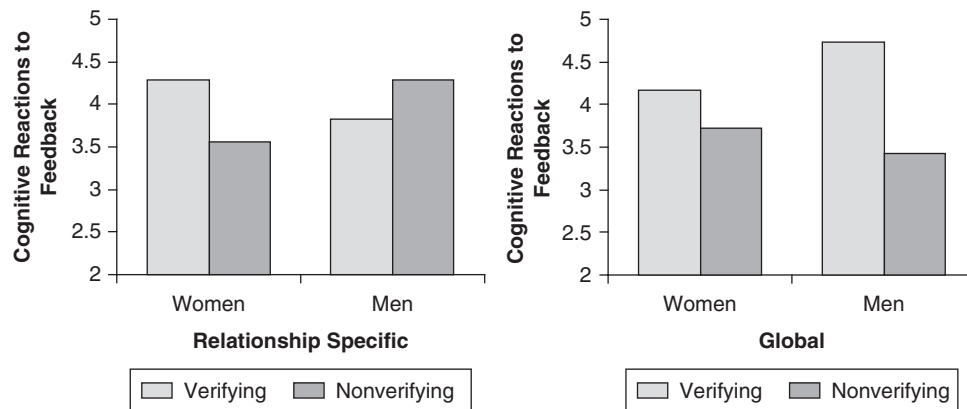 Cognitive Reactions to
Feedback
5
4.5
4
3.5
3
2.5
2
Women
Men
Relationship Specific
Verifying
Nonverifying
Cognitive Reactions to
Feedback
5
4.5
4
3.5
3
2.5
2
Women
Men
Global
Verifying
Nonverifying